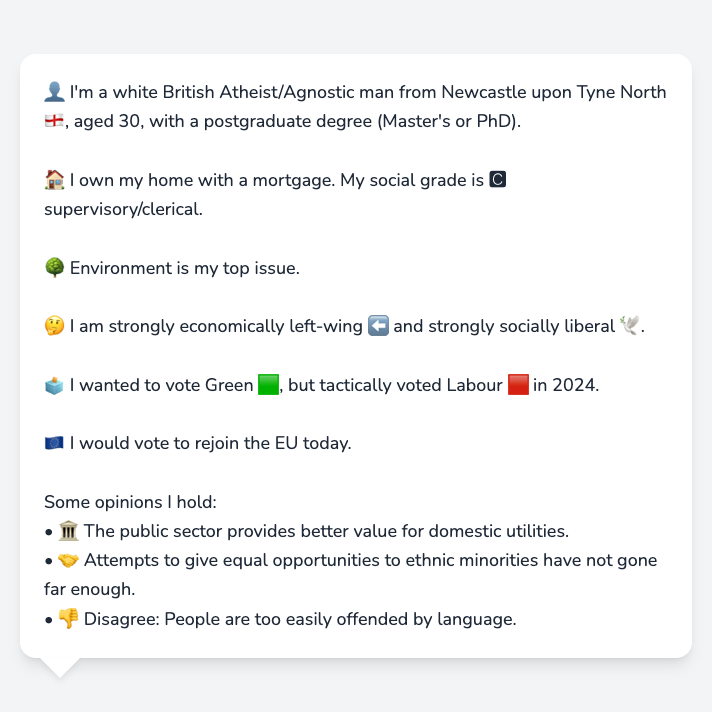 👤 I'm a white British Atheist/Agnostic man from Newcastle upon Tyne North
🏴󠁧󠁢󠁥󠁮󠁧󠁿, aged 30, with a postgraduate degree (Master's or PhD).
🏠 I own my home with a mortgage. My social grade is C
supervisory/clerical.
🌳 Environment is my top issue.
🤔 I am strongly economically left-wing ⬅️ and strongly socially liberal 🕊️.
🗳️ I wanted to vote Green 🟩, but tactically voted Labour 🟥 in 2024.
🇪🇺 I would vote to rejoin the EU today.
Some opinions I hold:
• 🏛️ The public sector provides better value for domestic utilities.
• 🤝 Attempts to give equal opportunities to ethnic minorities have not gone
far enough.
• 👎 Disagree: People are too easily offended by language.